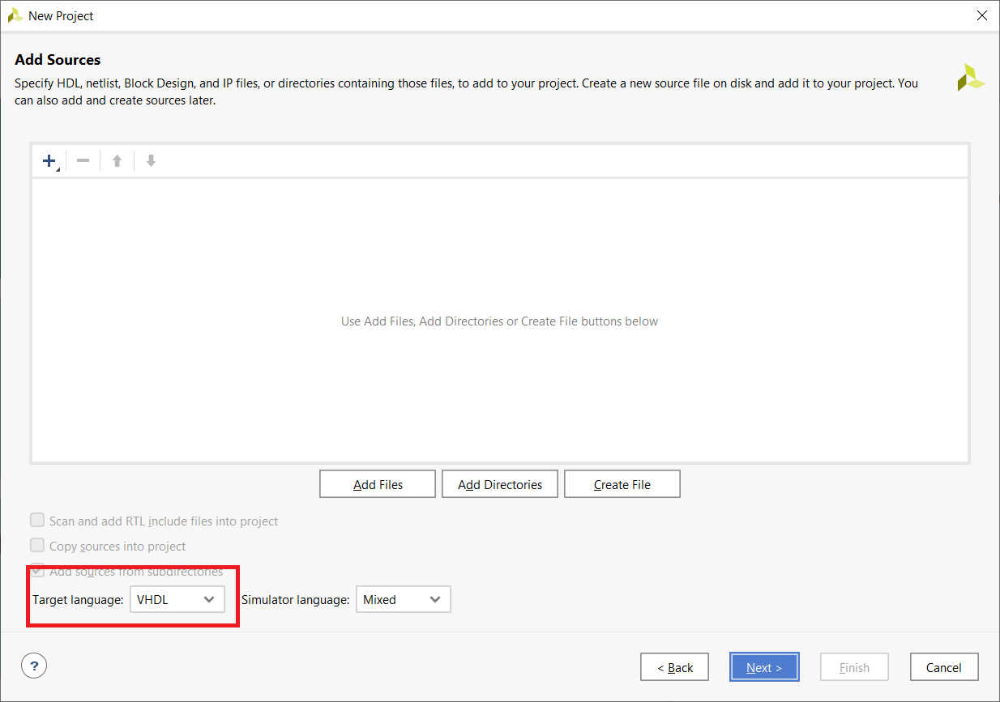 New Project
Add Sources
Specify HDL, netlist, Block Design, and IP files, or directories containing those files, to add to your project. Create a new source file on disk and add it to your project. You
can also add and create sources later.
Use Add Files, Add Directories or Create File buttons below
Add Files
Add Directories
Create File
Scan and add RTL include files into project
Copy sources into project
Add sources from subdirectories
Target language: VHDL
Simulator language: Mixed
?
< Back
Next >
Finish
Cancel